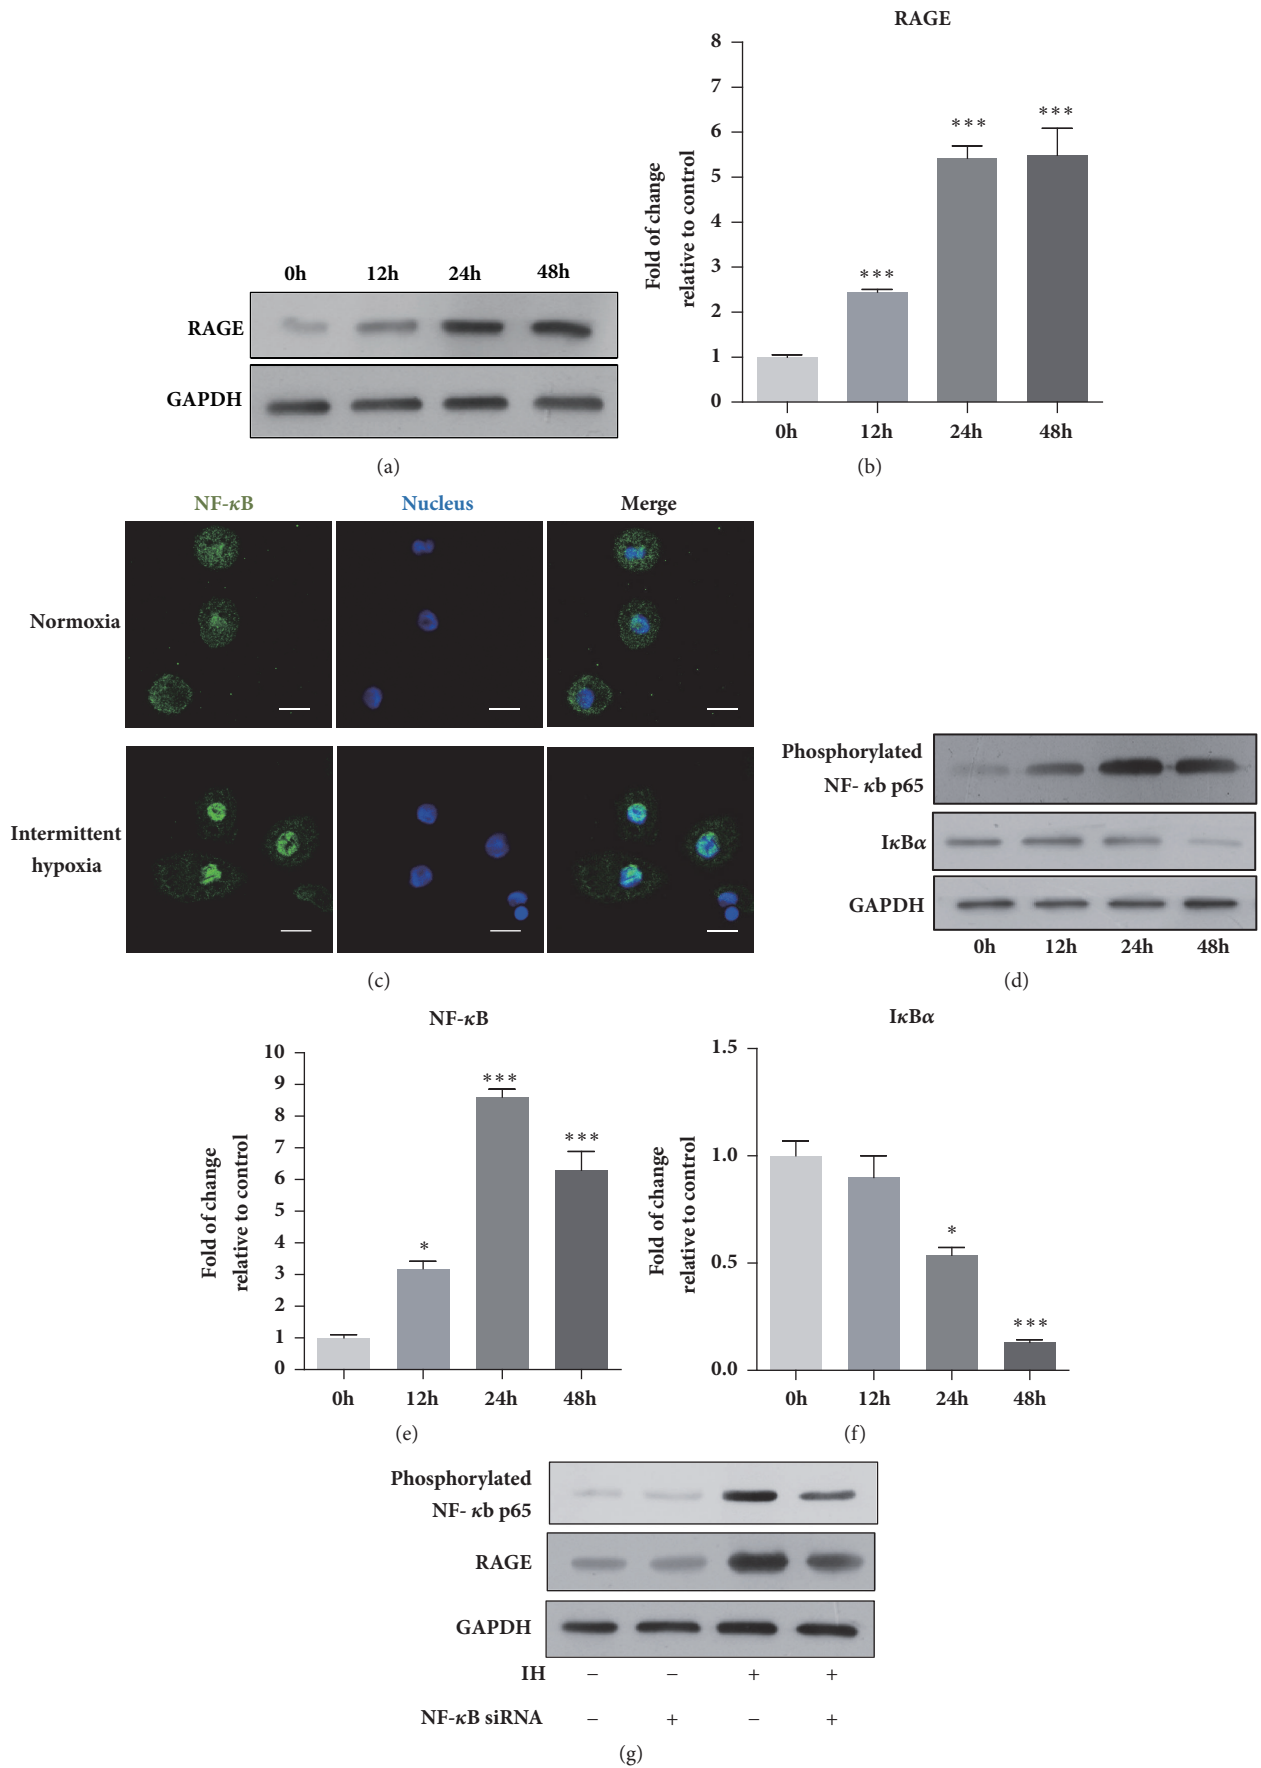 RAGE
8
7
6
5
4
3
2
1
0
Fold of change
relative to control
***
***
***
0h 12h 24h 48h
(b)
0h 12h 24h 48h
RAGE
GAPDH
(a)
NF-κB Nucleus Merge
Normoxia
Intermittent
hypoxia
(c)
Phosphorylated
NF- κb p65
IκBα
GAPDH
0h 12h 24h 48h
(d)
NF-κB
10
9
8
7
6
5
4
3
2
1
0
Fold of change
relative to control
*
***
***
0h 12h 24h 48h
(e)
IκBα
1.5
1.0
0.5
0.0
Fold of change
relative to control
*
***
0h 12h 24h 48h
(f)
Phosphorylated
NF- κb p65
RAGE
GAPDH
IH − − + +
NF-κB siRNA − + − +
(g)